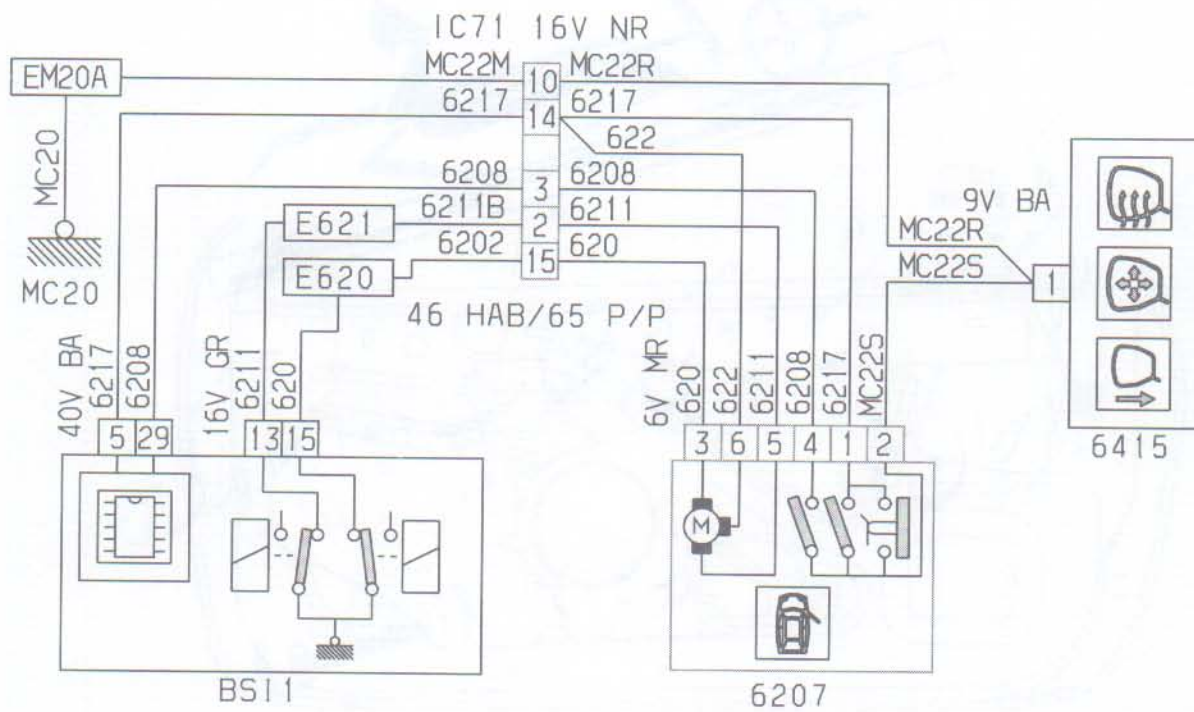 IC71 16V NR
EM20A
MC22M 10 MC22R
6217 14 6217
622
MC20
6208 3 6208
6211B 2 6211
E621
6202 15 620
E620
9V BA
MC22R
MC22S
1
MC20
46 HAB/65 P/P
40V BA
6217
6208
16V GR
6211
620
6V MR
620
622
6211
6208
6217
MC22S
5 29
13 15
3 6 5 4 1 2
6415
M
BS11
6207